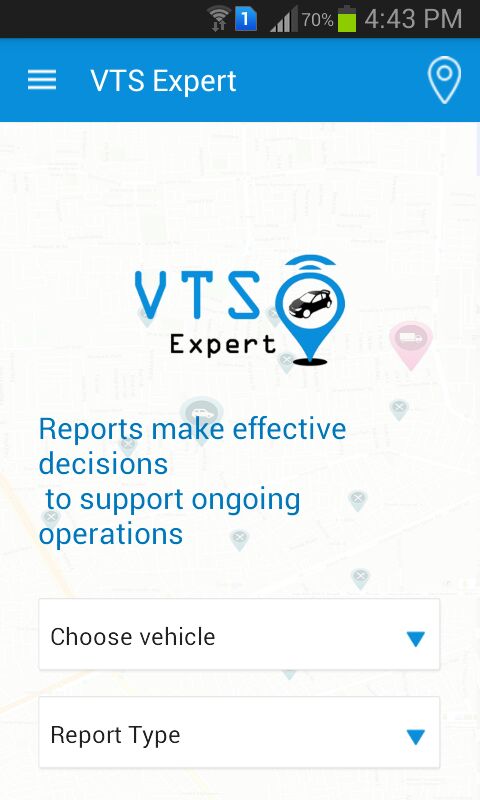 1 70% 4:43 PM
VTS Expert
VTS
Expert
Reports make effective
decisions
to support ongoing
operations
Choose vehicle
Report Type